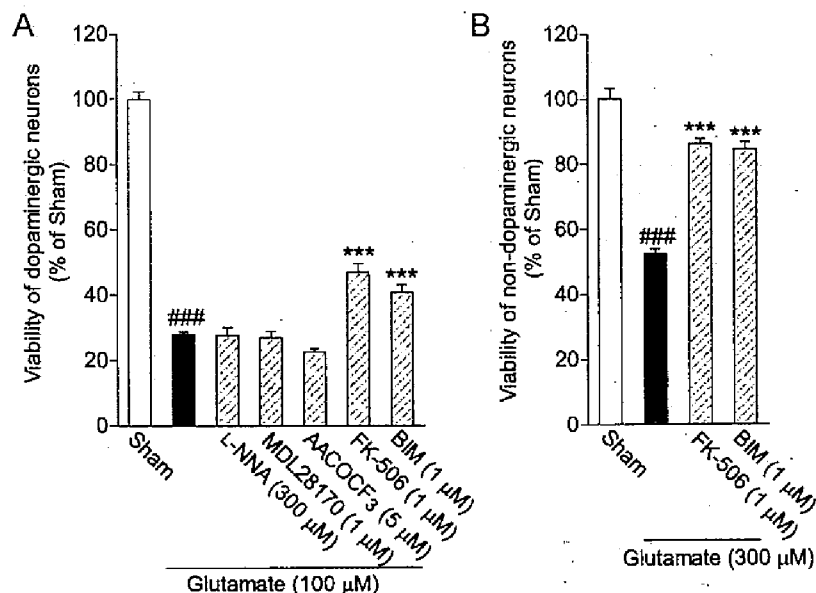 A
Viability of dopaminergic neurons
(% of Sham)
120
100
80
60
40
20
0
###
***
***
Sham
L-NNA (300 μM)
MDL28170 (1 μM)
AACOCF3 (5 μM)
FK-506 (1 μM)
BIM (1 μM)
Glutamate (100 μM)
B
Viability of non-dopaminergic neurons
(% of Sham)
120
100
80
60
40
20
0
###
***
***
Sham
FK-506 (1 μM)
BIM (1 μM)
Glutamate (300 μM)